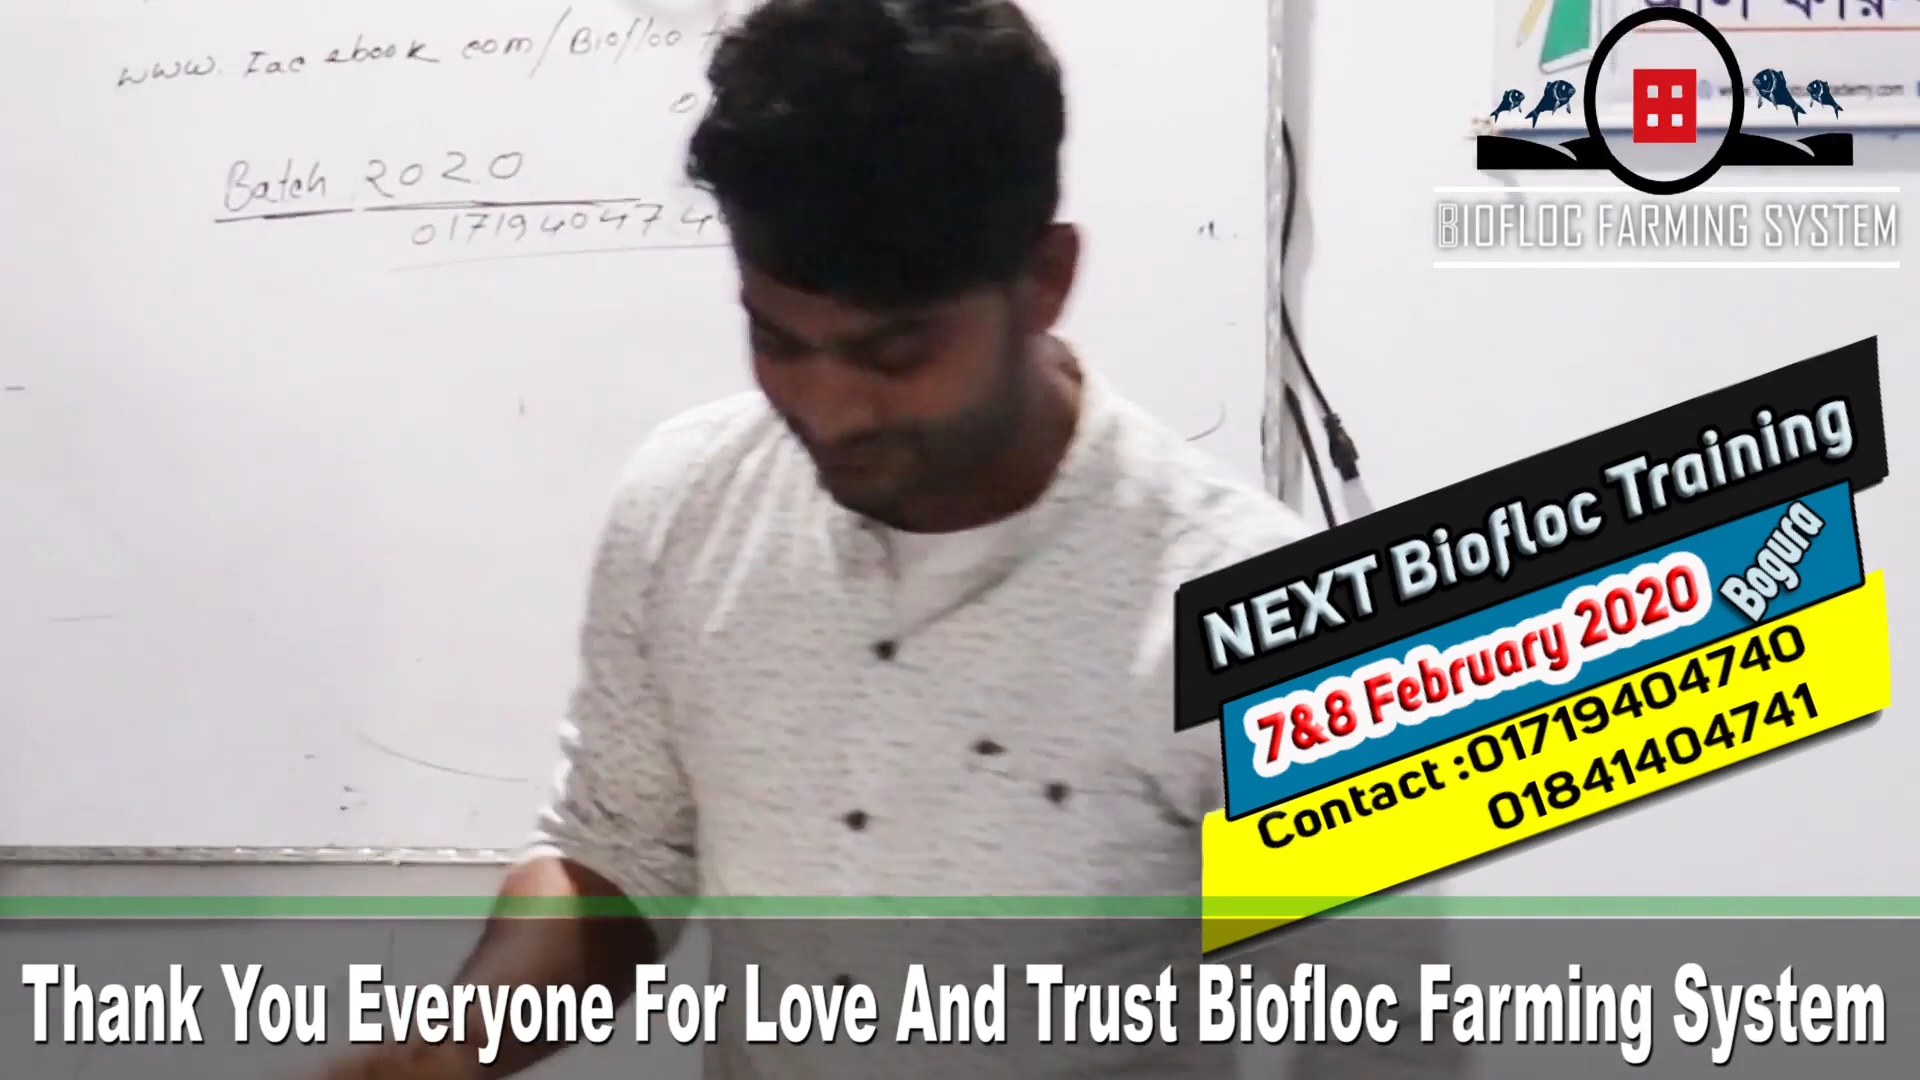 www. Facebook com/Biofloc
Batch 2020
0171940474
BIOFLOC FARMING SYSTEM
NEXT Biofloc Training
7&8 February 2020
Bogura
Contact :01719404740
01841404741
Thank You Everyone For Love And Trust Biofloc Farming System